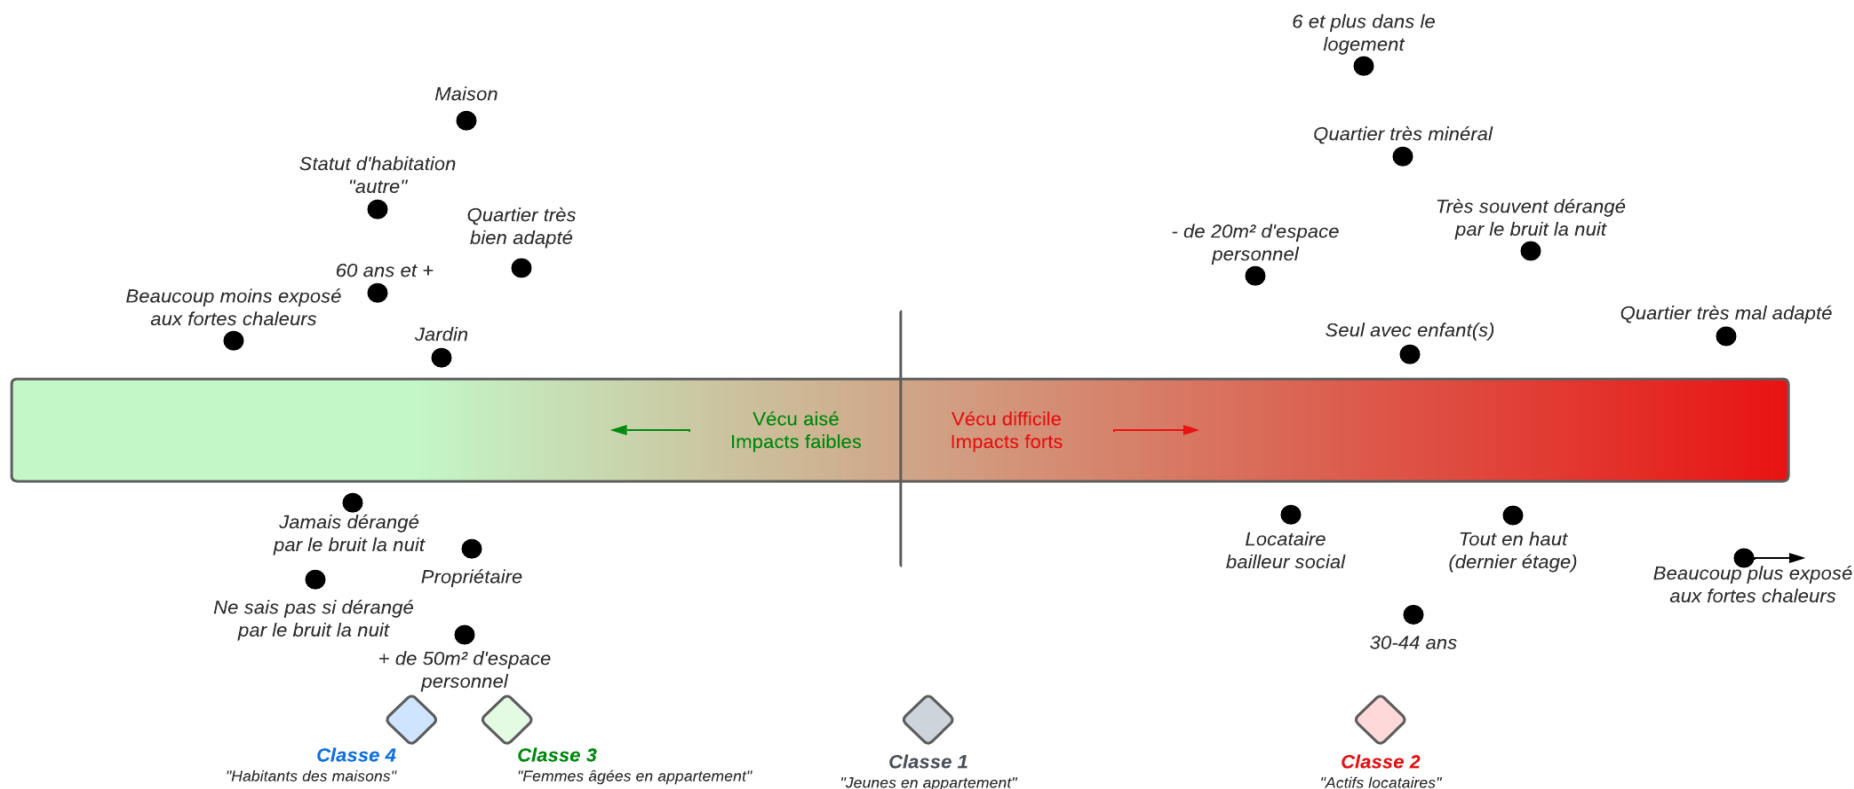 6 et plus dans le
logement
Maison
Quartier très minéral
Statut d'habitation
"autre"
Quartier très
bien adapté
Très souvent dérangé
par le bruit la nuit
- de 20m² d'espace
personnel
60 ans et +
Beaucoup moins exposé
aux fortes chaleurs
Jardin
Seul avec enfant(s)
Quartier très mal adapté
Vécu aisé
Impacts faibles
Vécu difficile
Impacts forts
Jamais dérangé
par le bruit la nuit
Propriétaire
Ne sais pas si dérangé
par le bruit la nuit
+ de 50m² d'espace
personnel
Locataire
bailleur social
Tout en haut
(dernier étage)
Beaucoup plus exposé
aux fortes chaleurs
30-44 ans
Classe 4
"Habitants des maisons"
Classe 3
"Femmes âgées en appartement"
Classe 1
"Jeunes en appartement"
Classe 2
"Actifs locataires"